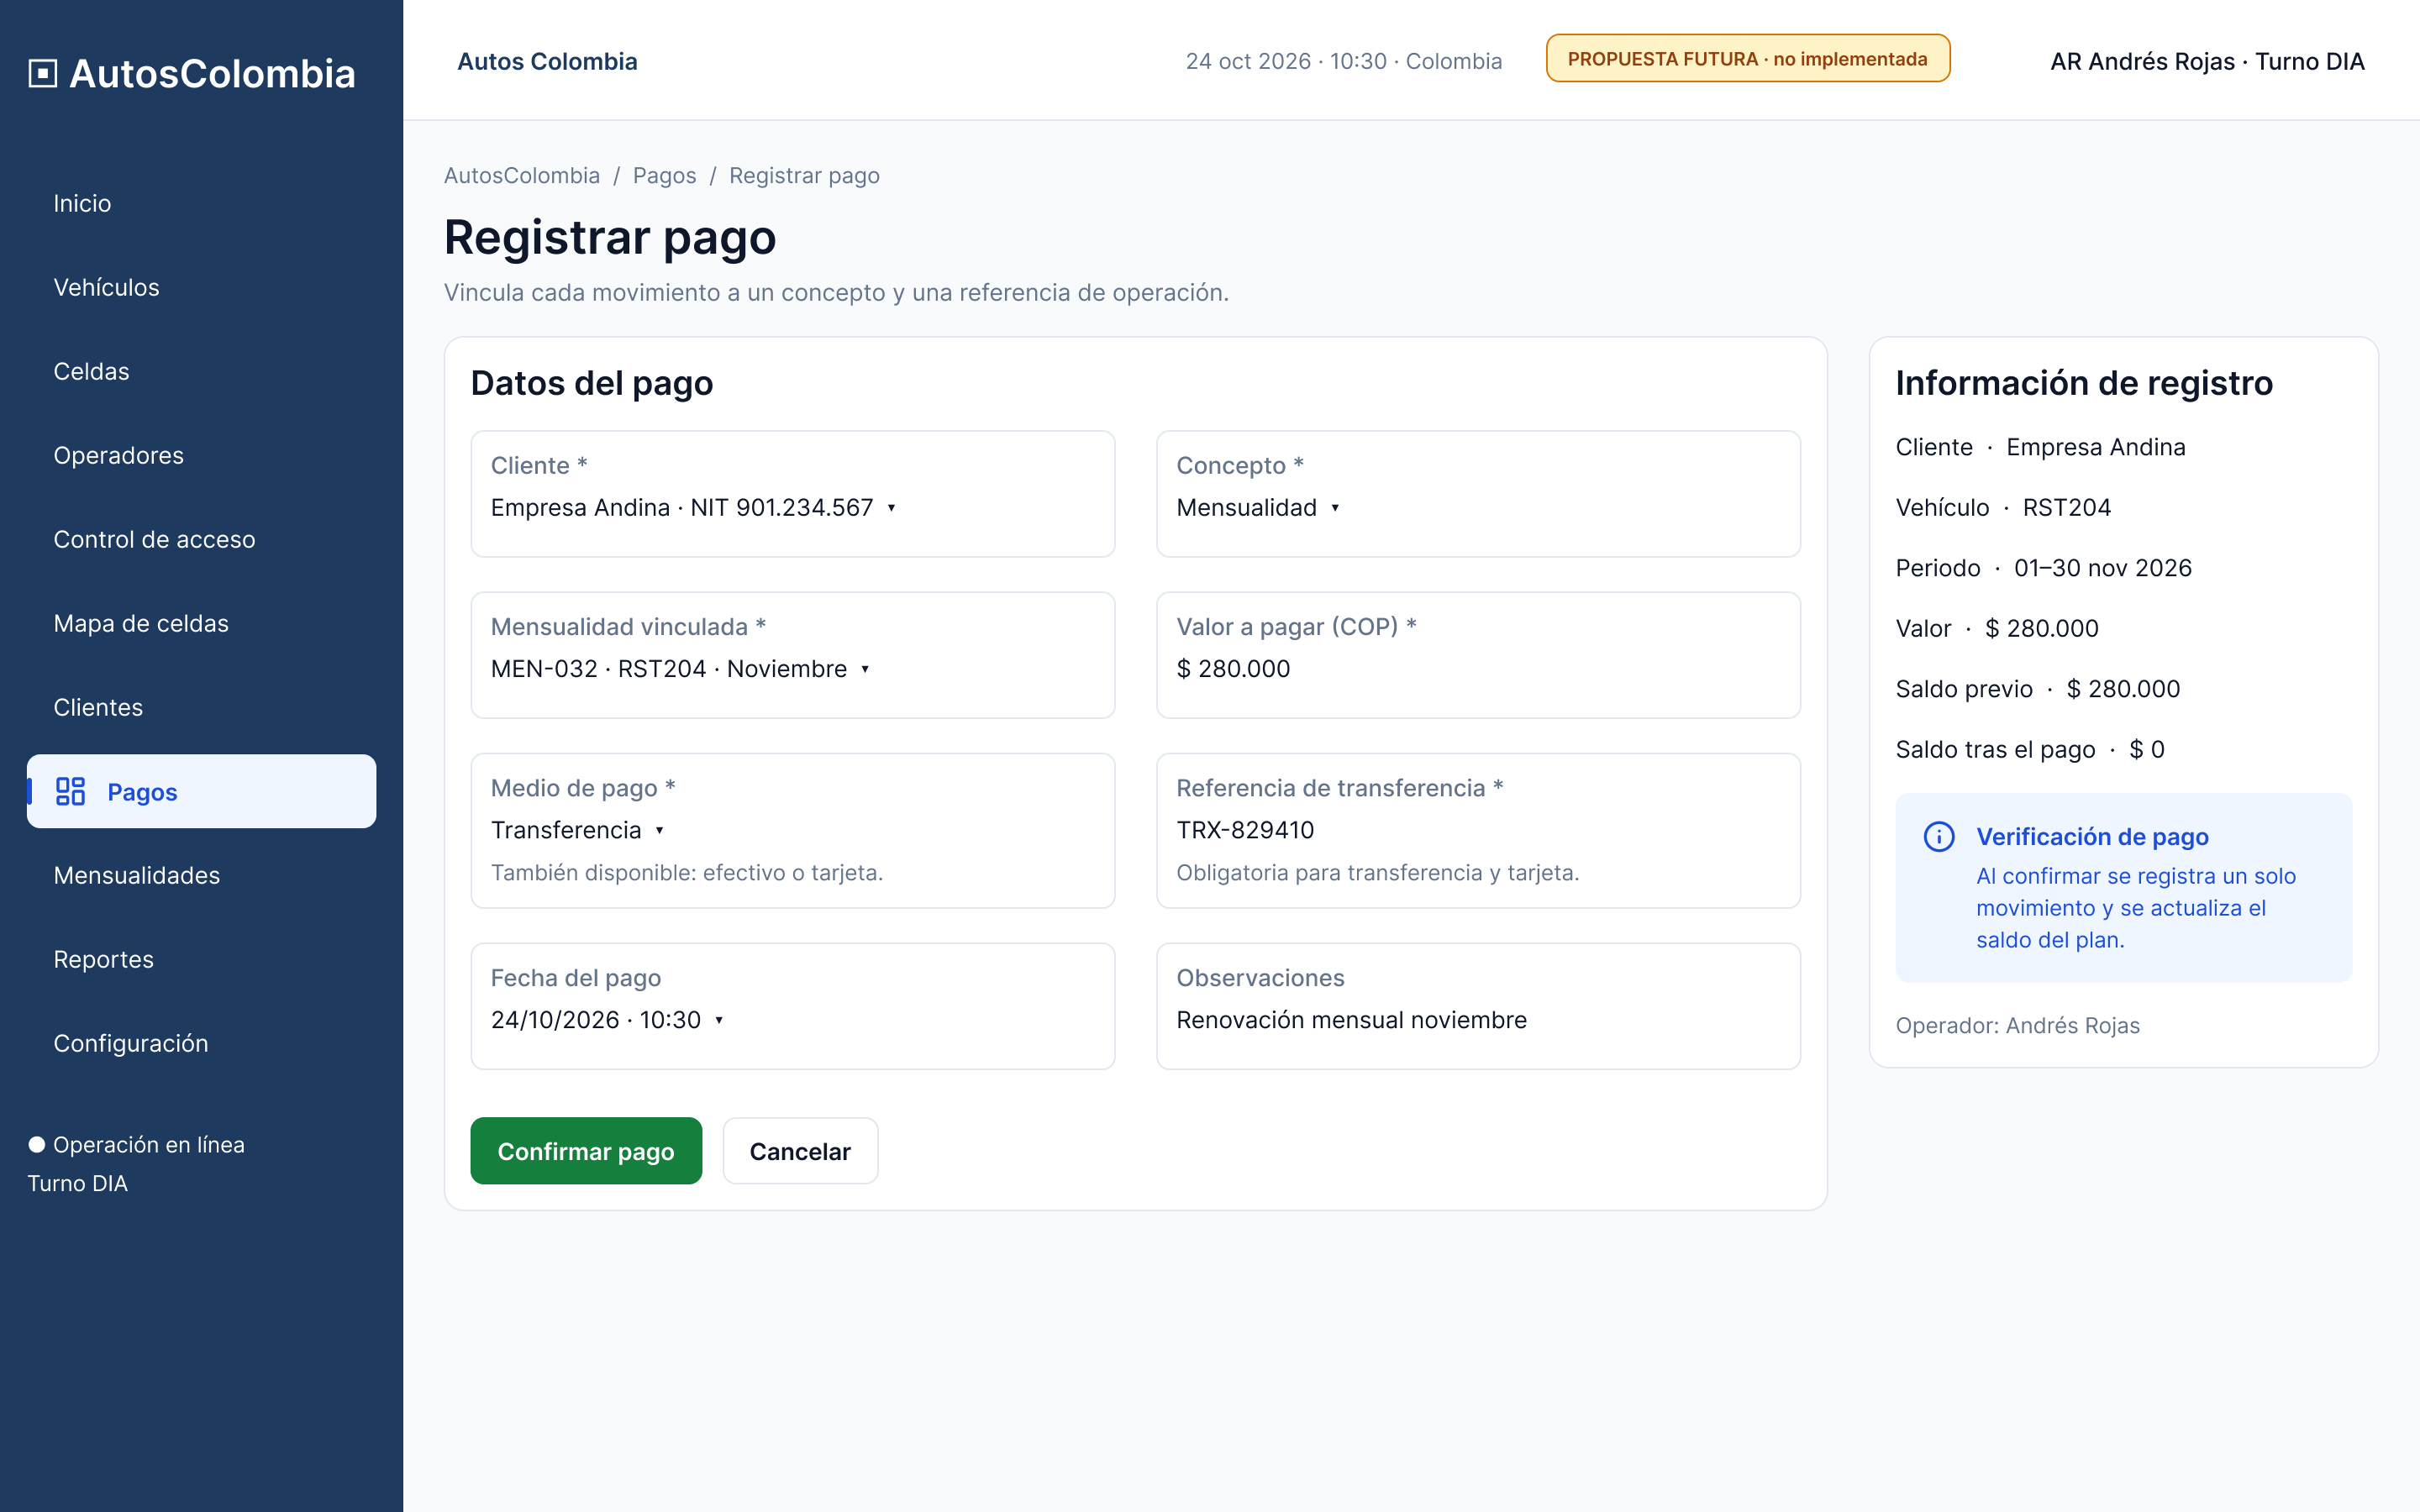 AutosColombia
Inicio
Vehículos
Celdas
Operadores
Control de acceso
Mapa de celdas
Clientes
Pagos
Mensualidades
Reportes
Configuración
Operación en línea
Turno DIA
Autos Colombia
24 oct 2026 · 10:30 · Colombia
PROPUESTA FUTURA · no implementada
AR Andrés Rojas · Turno DIA
AutosColombia / Pagos / Registrar pago
Registrar pago
Vincula cada movimiento a un concepto y una referencia de operación.
Datos del pago
Cliente *
Empresa Andina · NIT 901.234.567 ▾
Concepto *
Mensualidad ▾
Mensualidad vinculada *
MEN-032 · RST204 · Noviembre ▾
Valor a pagar (COP) *
$ 280.000
Medio de pago *
Transferencia ▾
También disponible: efectivo o tarjeta.
Referencia de transferencia *
TRX-829410
Obligatoria para transferencia y tarjeta.
Fecha del pago
24/10/2026 · 10:30 ▾
Observaciones
Renovación mensual noviembre
Confirmar pago
Cancelar
Información de registro
Cliente · Empresa Andina
Vehículo · RST204
Periodo · 01–30 nov 2026
Valor · $ 280.000
Saldo previo · $ 280.000
Saldo tras el pago · $ 0
Verificación de pago
Al confirmar se registra un solo
movimiento y se actualiza el
saldo del plan.
Operador: Andrés Rojas